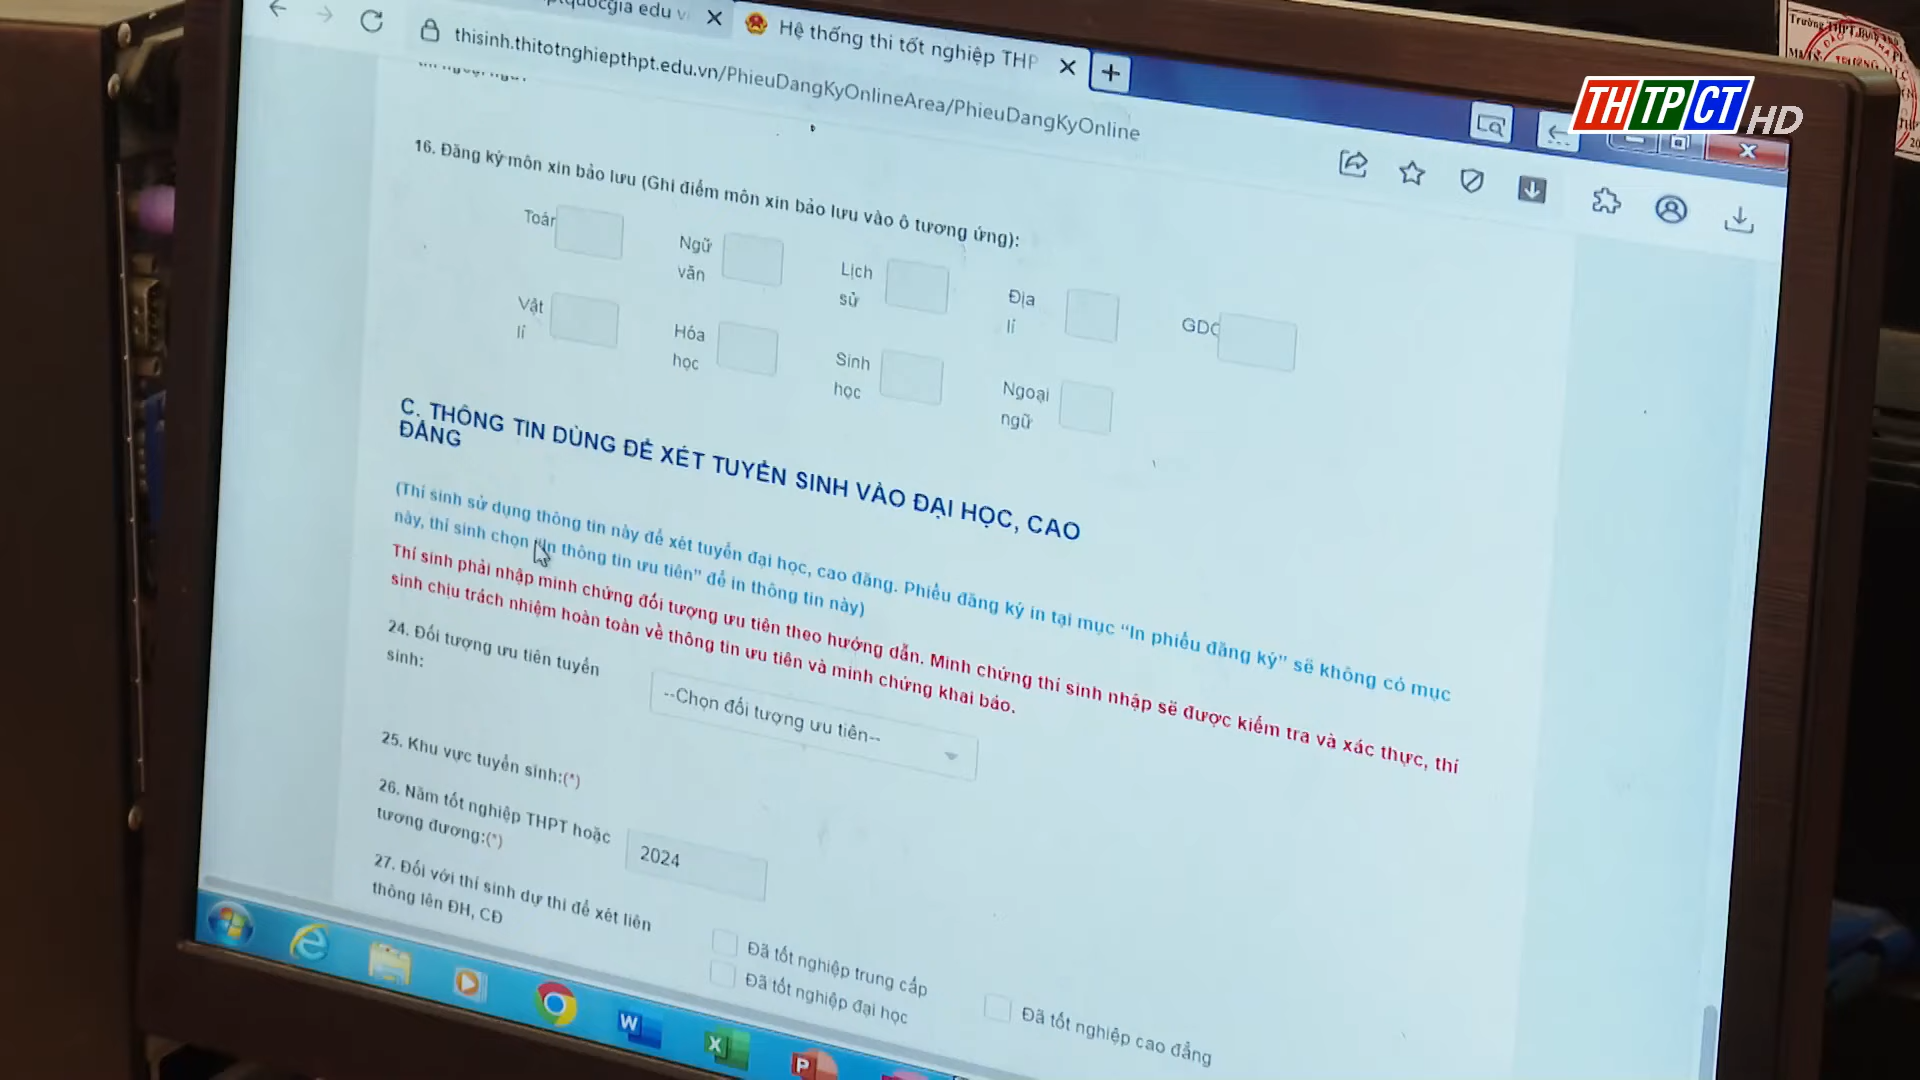 Hệ thống thi tốt nghiệp THP
thisinh.thitotnghiepthpt.edu.vn/PhieuDangKyOnlineArea/PhieuDangKyOnline
THTPCT HD
16. Đăng ký môn xin bảo lưu (Ghi điểm môn xin bảo lưu vào ô tương ứng):
Toán
Ngữ văn
Lịch sử
Địa lí
GDC
Vật lí
Hóa học
Sinh học
Ngoại ngữ
C. THÔNG TIN DÙNG ĐỂ XÉT TUYỂN SINH VÀO ĐẠI HỌC, CAO
ĐẲNG
(Thí sinh sử dụng thông tin này để xét tuyển đại học, cao đẳng. Phiếu đăng ký in tại mục "In phiếu đăng ký" sẽ không có mục
này, thí sinh chọn "In thông tin ưu tiên" để in thông tin này)
Thí sinh phải nhập minh chứng đối tượng ưu tiên theo hướng dẫn. Minh chứng thí sinh nhập sẽ được kiểm tra và xác thực, thí
sinh chịu trách nhiệm hoàn toàn về thông tin ưu tiên và minh chứng khai báo.
24. Đối tượng ưu tiên tuyển
sinh:
--Chọn đối tượng ưu tiên--
25. Khu vực tuyển sinh:(*)
26. Năm tốt nghiệp THPT hoặc
tương đương:(*)
2024
27. Đối với thí sinh dự thi để xét liên
thông lên ĐH, CĐ
Đã tốt nghiệp trung cấp
Đã tốt nghiệp cao đẳng
Đã tốt nghiệp đại học